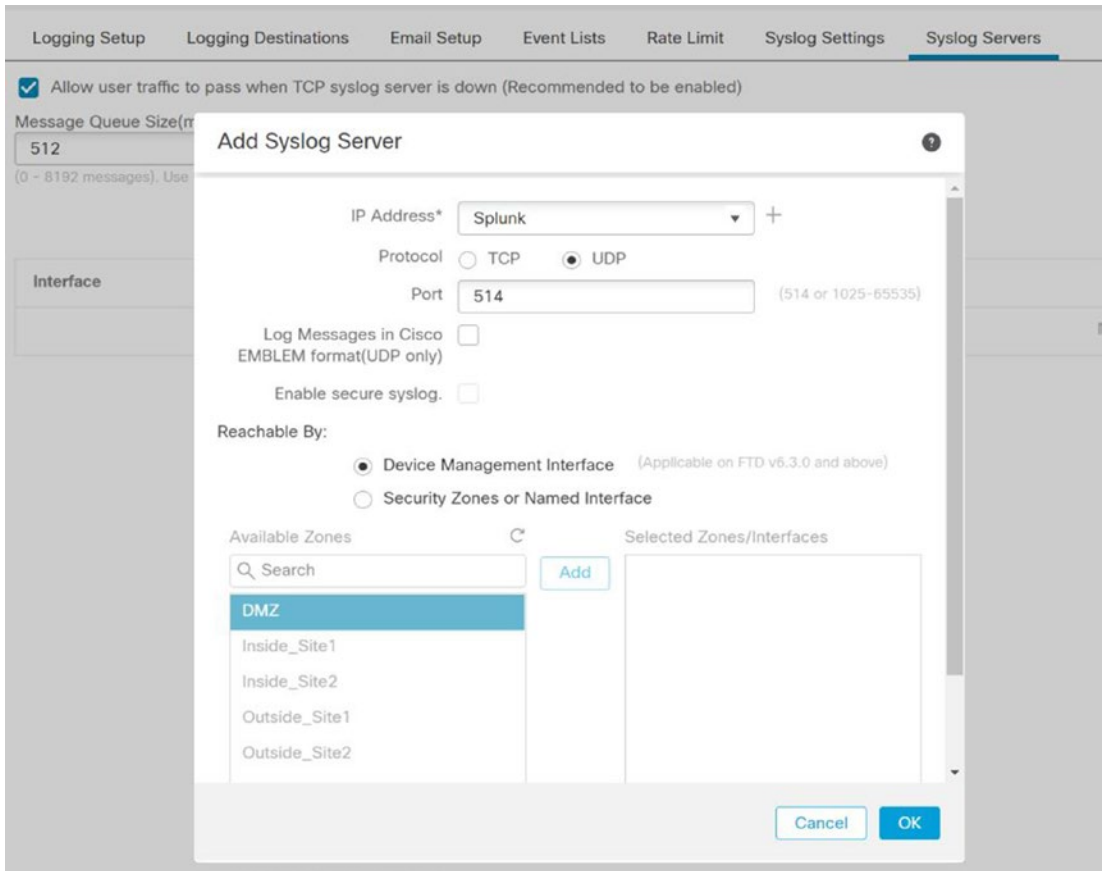 Logging Setup Logging Destinations Email Setup Event Lists Rate Limit Syslog Settings Syslog Servers
Allow user traffic to pass when TCP syslog server is down (Recommended to be enabled)
Message Queue Size(m
512
(0 - 8192 messages). Use
Interface
Add Syslog Server
IP Address* Splunk
Protocol TCP UDP
Port 514 (514 or 1025-65535)
Log Messages in Cisco
EMBLEM format(UDP only)
Enable secure syslog.
Reachable By:
Device Management Interface (Applicable on FTD v6.3.0 and above)
Security Zones or Named Interface
Available Zones Selected Zones/Interfaces
Search Add
DMZ
Inside_Site1
Inside_Site2
Outside_Site1
Outside_Site2
Cancel OK